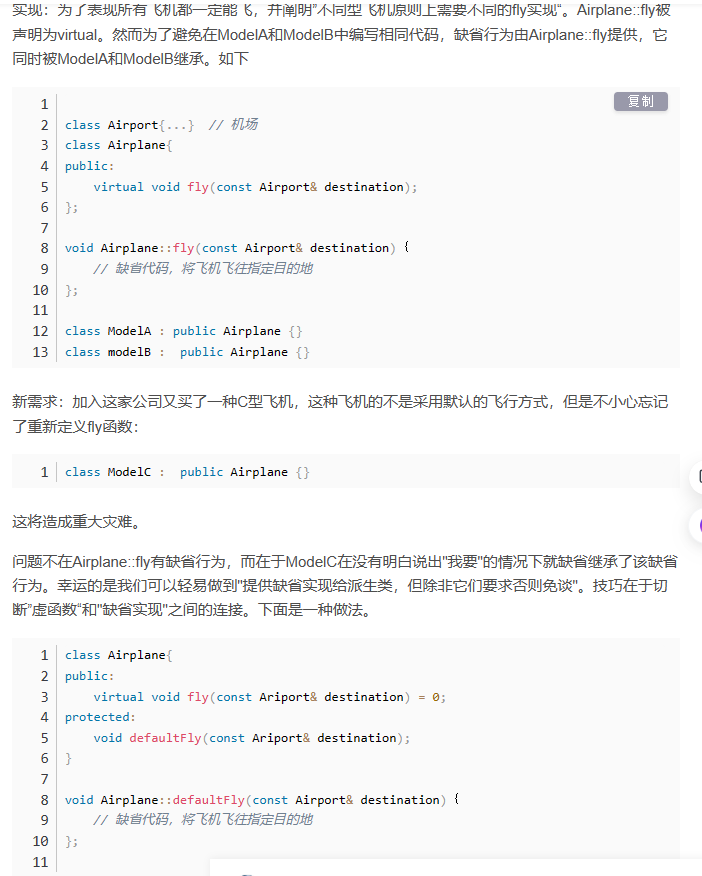 实现：为了表现所有飞机都一定能飞，并阐明"不同型飞机原则上需要不同的fly实现“。Airplane::fly被
声明为virtual。然而为了避免在ModelA和ModelB中编写相同代码，缺省行为由Airplane::fly提供，它
同时被ModelA和ModelB继承。如下
复制
1
2 class Airport{...}  // 机场
3 class Airplane{
4 public:
5     virtual void fly(const Airport& destination);
6 };
7
8 void Airplane::fly(const Airport& destination) {
9     // 缺省代码，将飞机飞往指定目的地
10 };
11
12 class ModelA : public Airplane {}
13 class modelB :  public Airplane {}
新需求：加入这家公司又买了一种C型飞机，这种飞机的不是采用默认的飞行方式，但是不小心忘记
了重新定义fly函数：
1 class ModelC :  public Airplane {}
这将造成重大灾难。
问题不在Airplane::fly有缺省行为，而在于ModelC在没有明白说出"我要"的情况下就缺省继承了该缺省
行为。幸运的是我们可以轻易做到"提供缺省实现给派生类，但除非它们要求否则免谈"。技巧在于切
断”虚函数“和"缺省实现"之间的连接。下面是一种做法。
1 class Airplane{
2 public:
3     virtual void fly(const Ariport& destination) = 0;
4 protected:
5     void defaultFly(const Ariport& destination);
6 }
7
8 void Airplane::defaultFly(const Airport& destination) {
9     // 缺省代码，将飞机飞往指定目的地
10 };
11